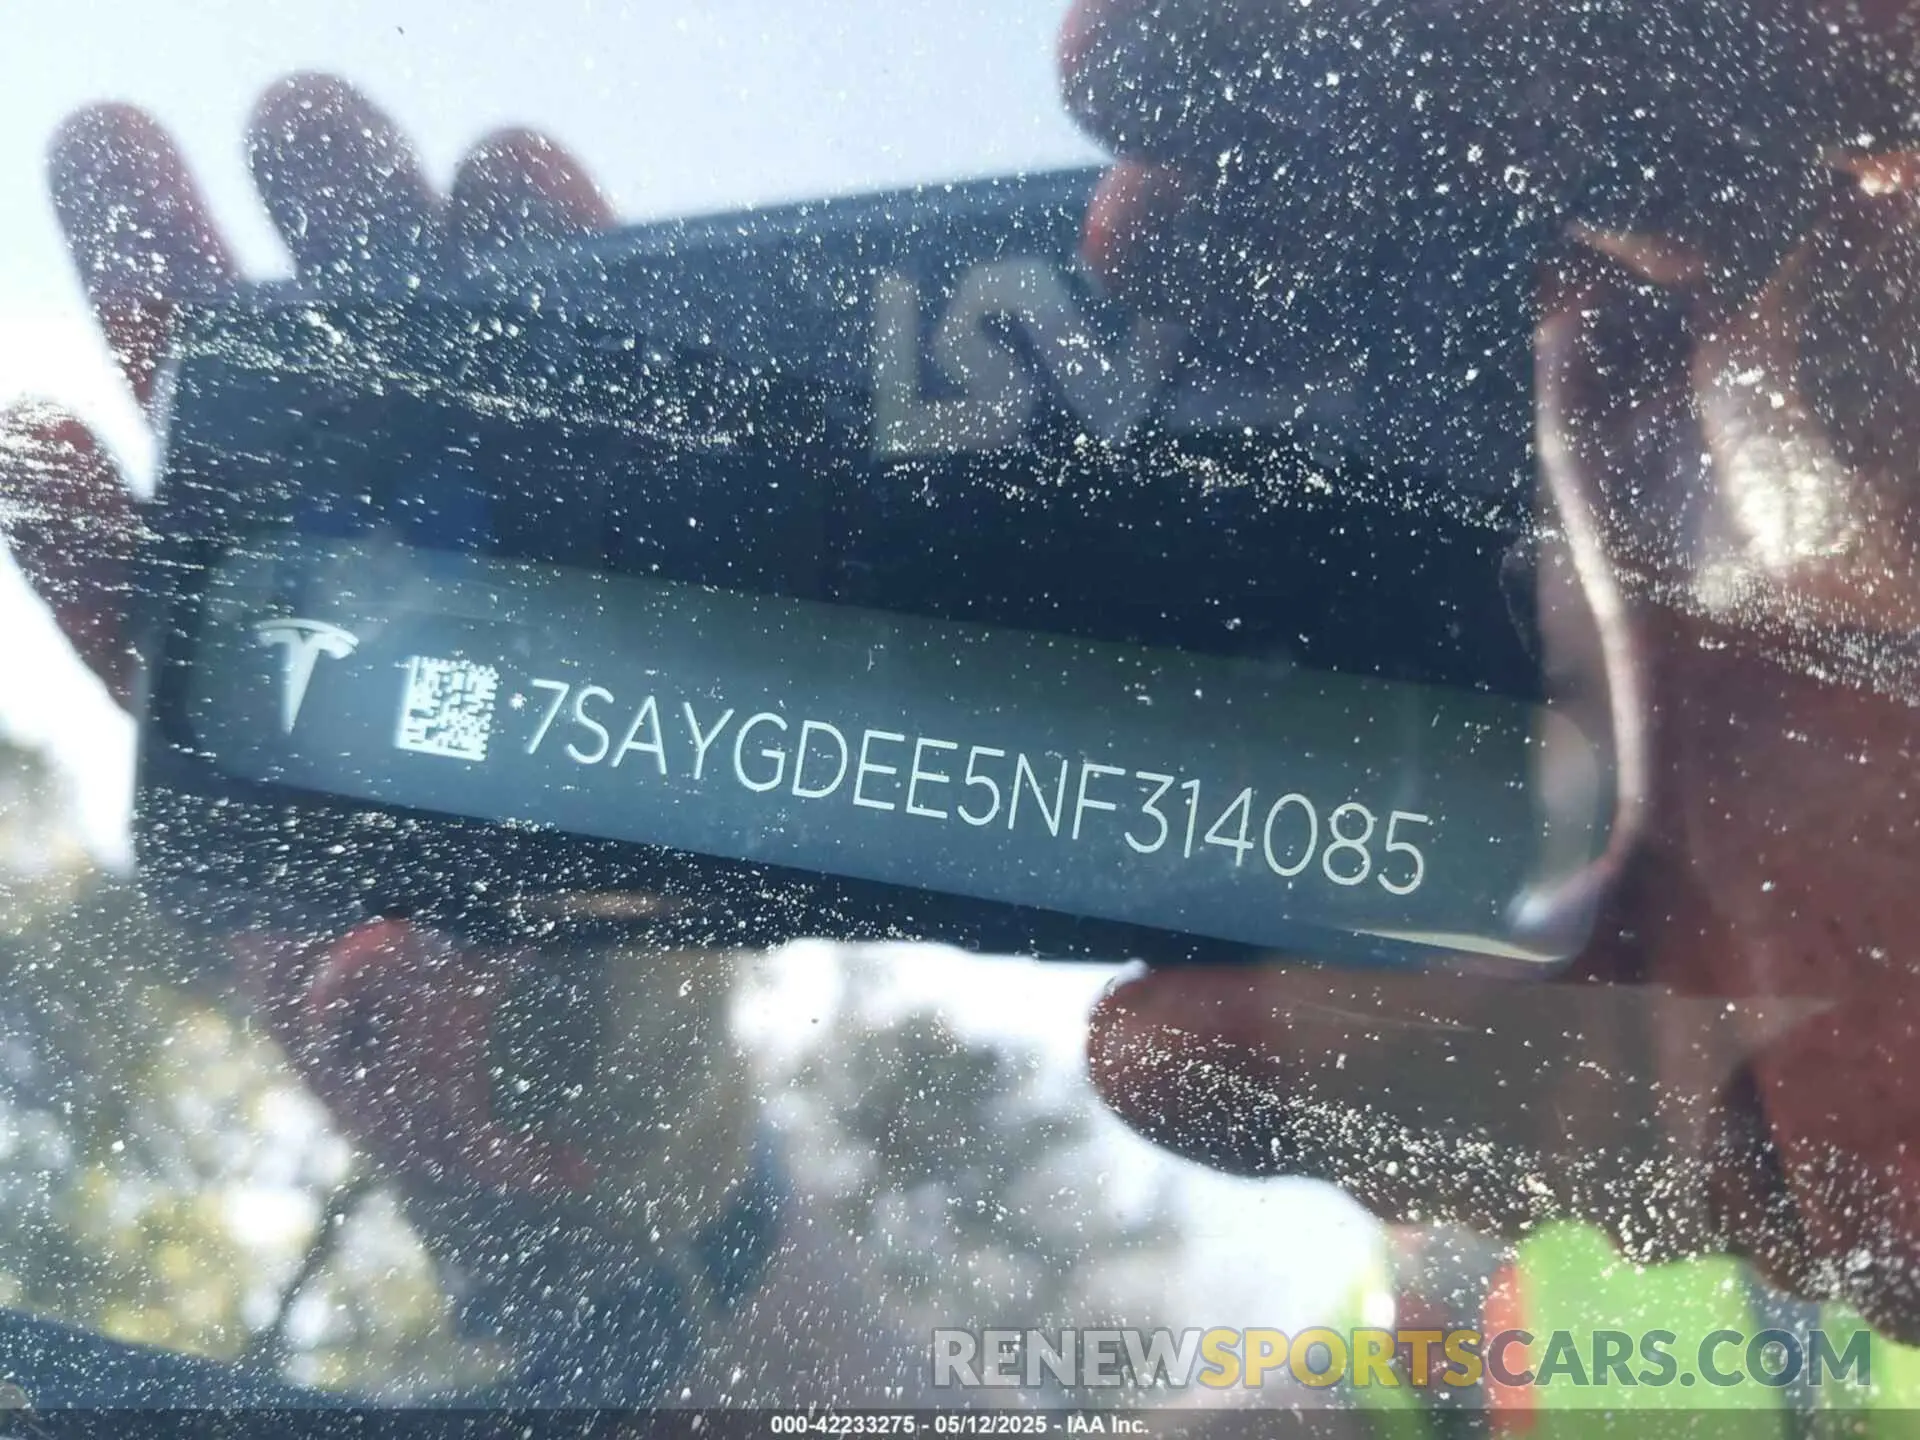 7SAYGDEE5NF314085
RENEWSPORTSCARS.COM
000-42233275 - 05/12/2025 - IAA Inc.